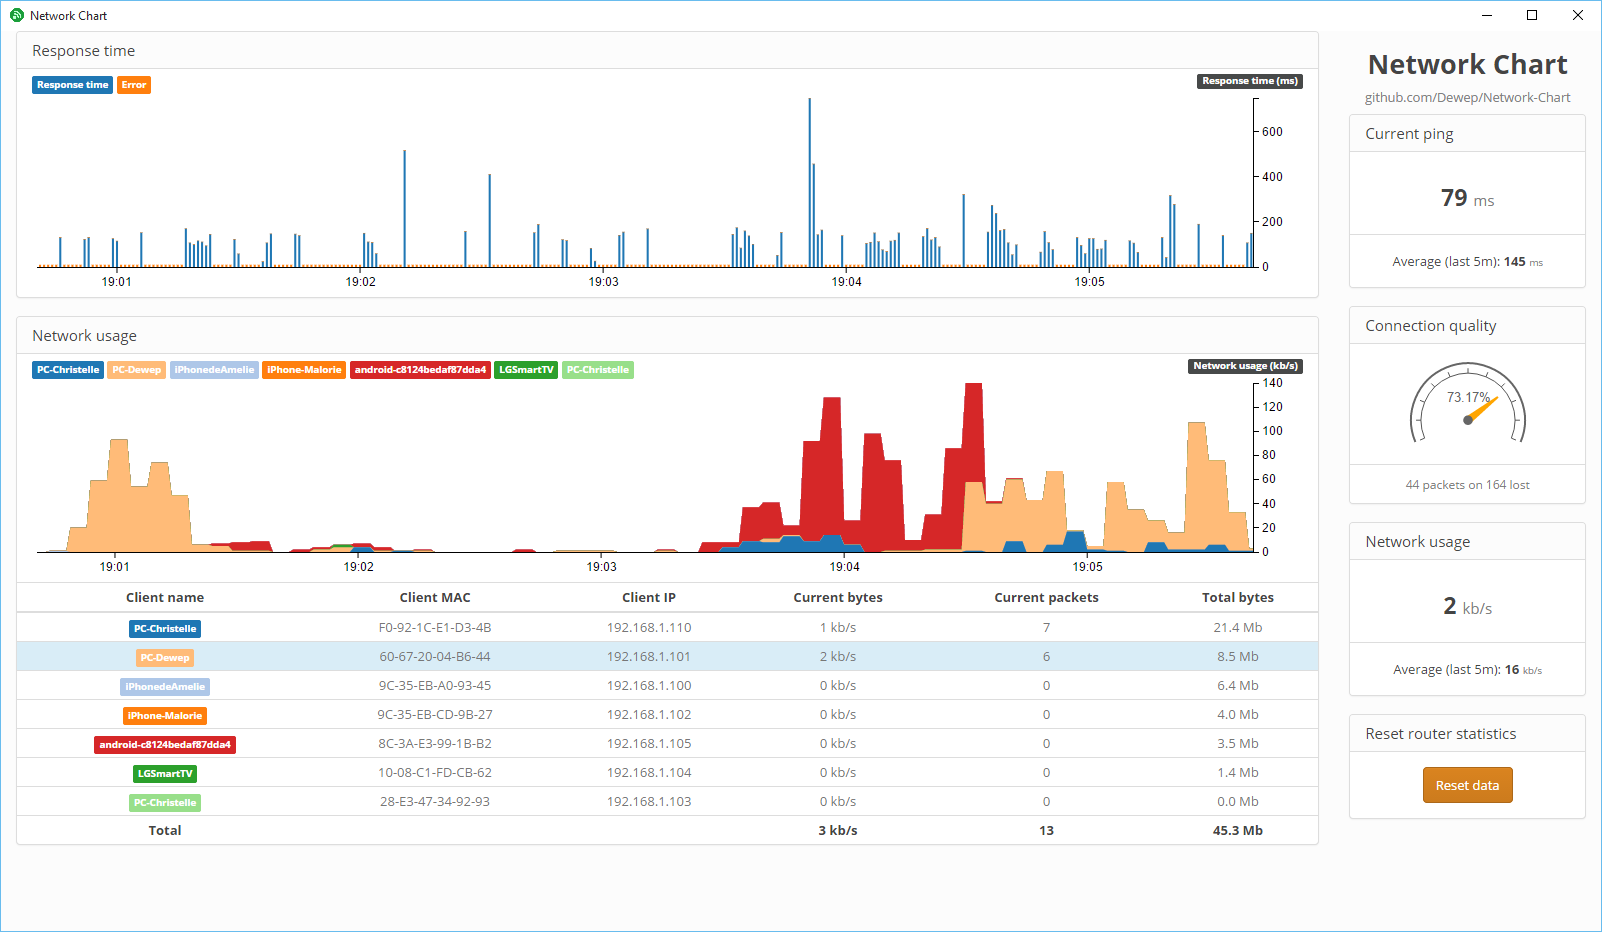 Network Chart
Response time
Response time Error
Response time (ms)
600
400
200
0
19:01 19:02 19:03 19:04 19:05
Network usage
PC-Christelle PC-Dewep iPhonedeAmelie iPhone-Malorie android-c8124bedaf87dda4 LGSmartTV PC-Christelle
Network usage (kb/s)
140
120
100
80
60
40
20
0
19:01 19:02 19:03 19:04 19:05
Client name Client MAC Client IP Current bytes Current packets Total bytes
PC-Christelle F0-92-1C-E1-D3-4B 192.168.1.110 1 kb/s 7 21.4 Mb
PC-Dewep 60-67-20-04-B6-44 192.168.1.101 2 kb/s 6 8.5 Mb
iPhonedeAmelie 9C-35-EB-A0-93-45 192.168.1.100 0 kb/s 0 6.4 Mb
iPhone-Malorie 9C-35-EB-CD-9B-27 192.168.1.102 0 kb/s 0 4.0 Mb
android-c8124bedaf87dda4 8C-3A-E3-99-1B-B2 192.168.1.105 0 kb/s 0 3.5 Mb
LGSmartTV 10-08-C1-FD-CB-62 192.168.1.104 0 kb/s 0 1.4 Mb
PC-Christelle 28-E3-47-34-92-93 192.168.1.103 0 kb/s 0 0.0 Mb
Total 3 kb/s 13 45.3 Mb
Network Chart
github.com/Dewep/Network-Chart
Current ping
79 ms
Average (last 5m): 145 ms
Connection quality
73.17%
44 packets on 164 lost
Network usage
2 kb/s
Average (last 5m): 16 kb/s
Reset router statistics
Reset data